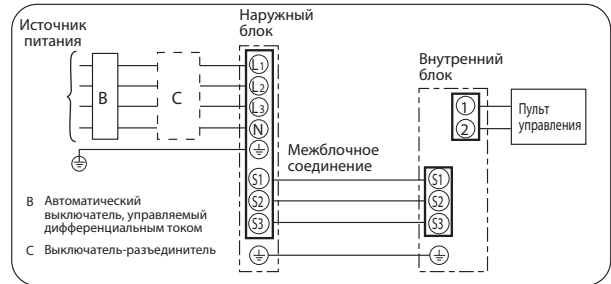 Источник
питания
Наружный
блок
Внутренний
блок
B
C
L1
L2
L3
N
S1
S2
S3
Межблочное
соединение
1
2
S1
S2
S3
Пульт
управления
B Автоматический
выключатель, управляемый
дифференциальным током
C Выключатель-разъединитель